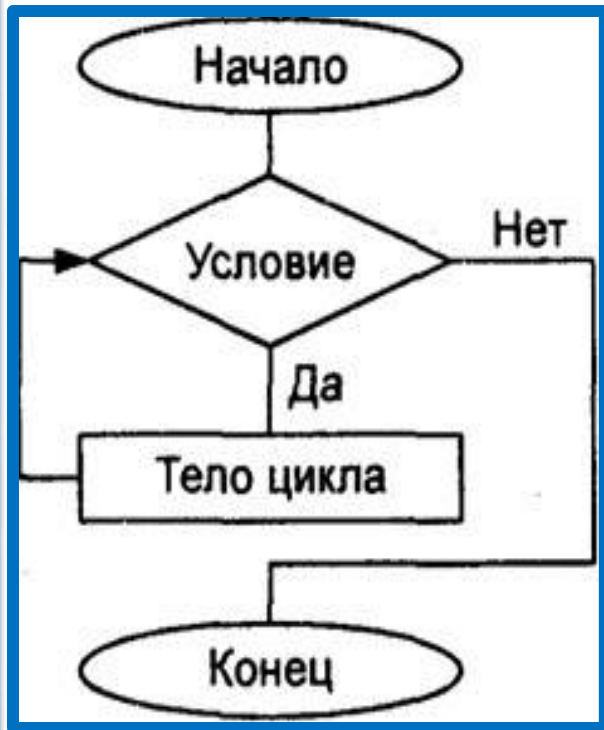 Начало
Условие
Нет
Да
Тело цикла
Конец